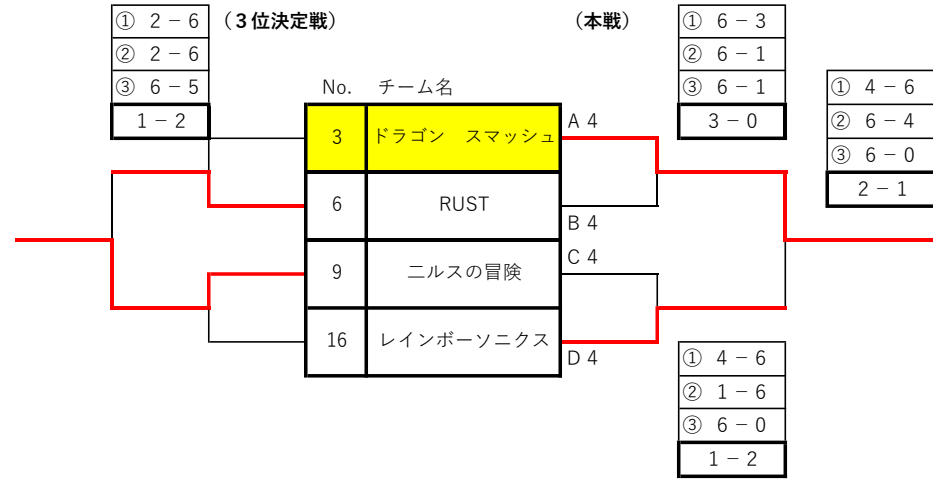 ① 2 − 6 （３位決定戦） （本戦） ① 6 − 3
② 2 − 6 ② 6 − 1
③ 6 − 5 No. チーム名 ③ 6 − 1 ① 4 − 6
1 − 2 3 ドラゴン　スマッシュ A 4 3 − 0 ② 6 − 4
③ 6 − 0
2 − 1
6 RUST
B 4
C 4
9 ニルスの冒険
16 レインボーソニクス
D 4 ① 4 − 6
② 1 − 6
③ 6 − 0
1 − 2